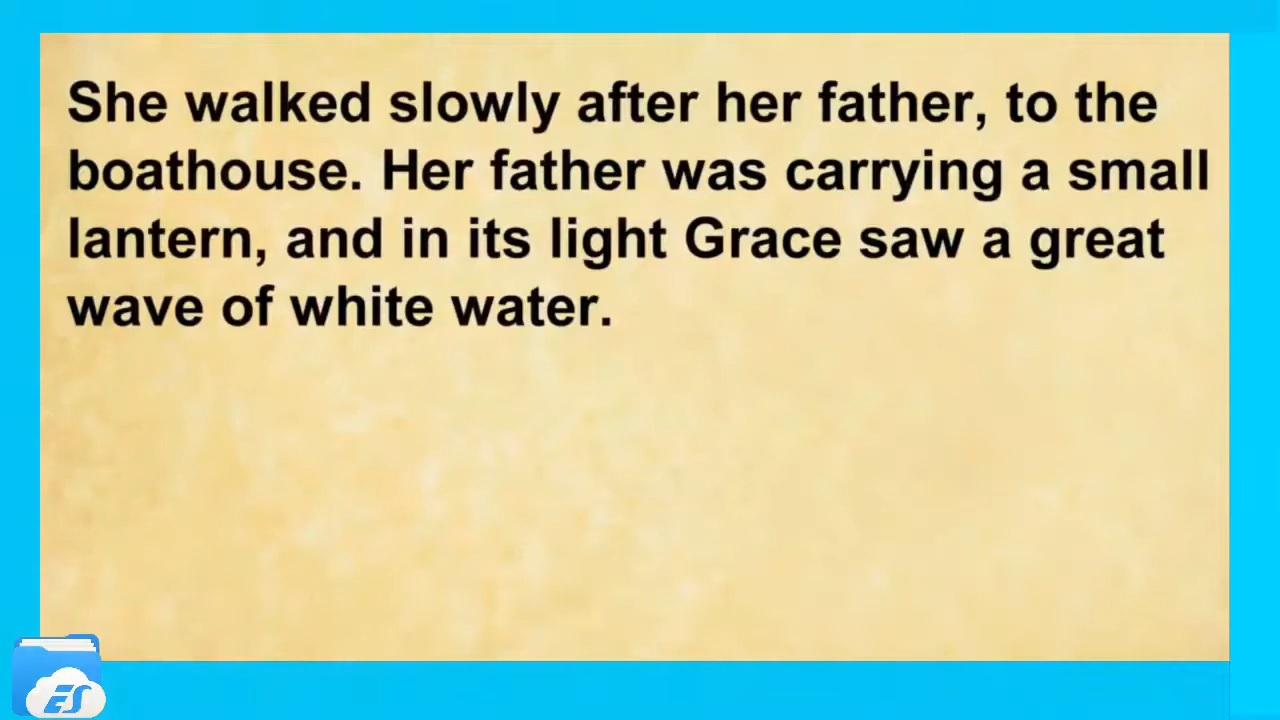 She walked slowly after her father, to the
boathouse. Her father was carrying a small
lantern, and in its light Grace saw a great
wave of white water.
ES